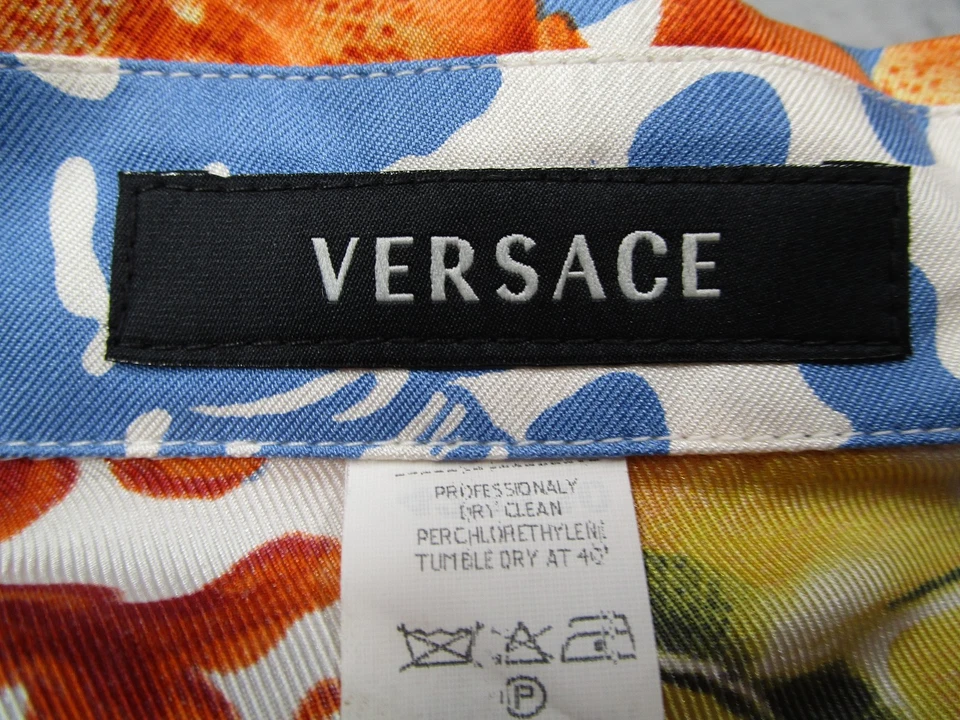 VERSACE
PROFESSIONALY
DRY CLEAN
PERCHLORETHYLENE
TUMBLE DRY AT 40°
P